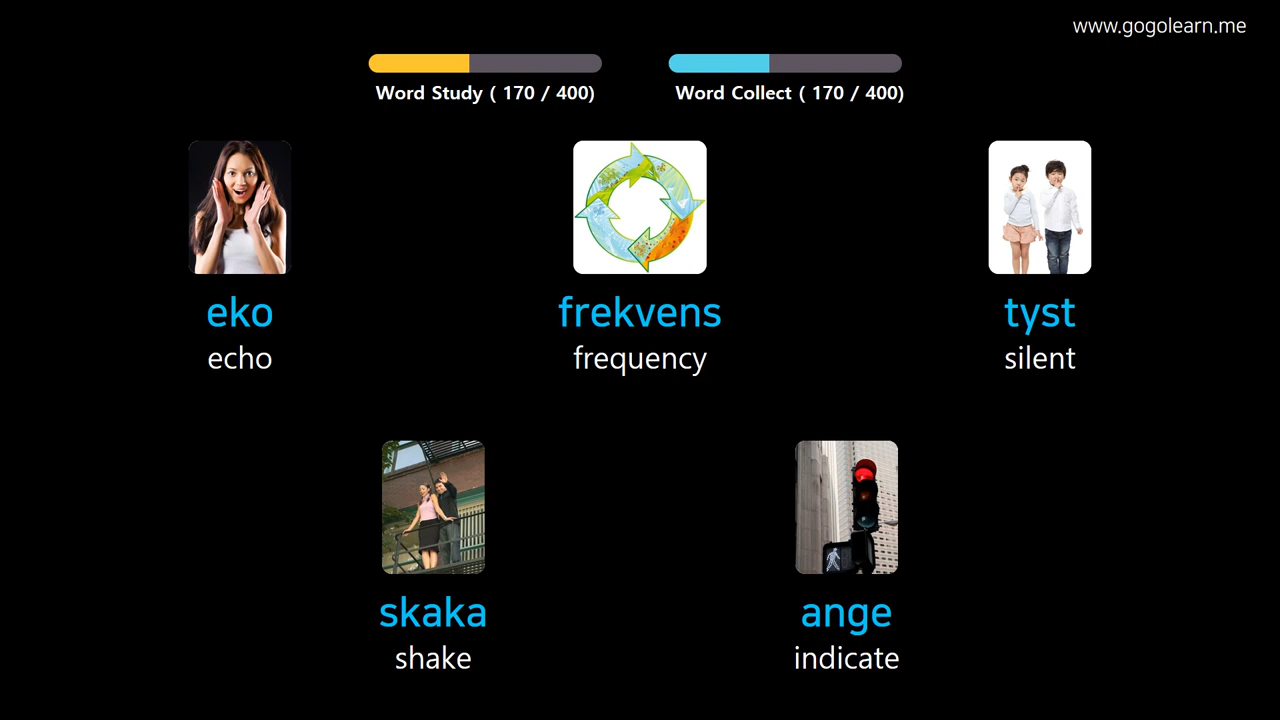 www.gogolearn.me
Word Study ( 170 / 400)
Word Collect ( 170 / 400)
eko
echo
frekvens
frequency
tyst
silent
skaka
shake
ange
indicate